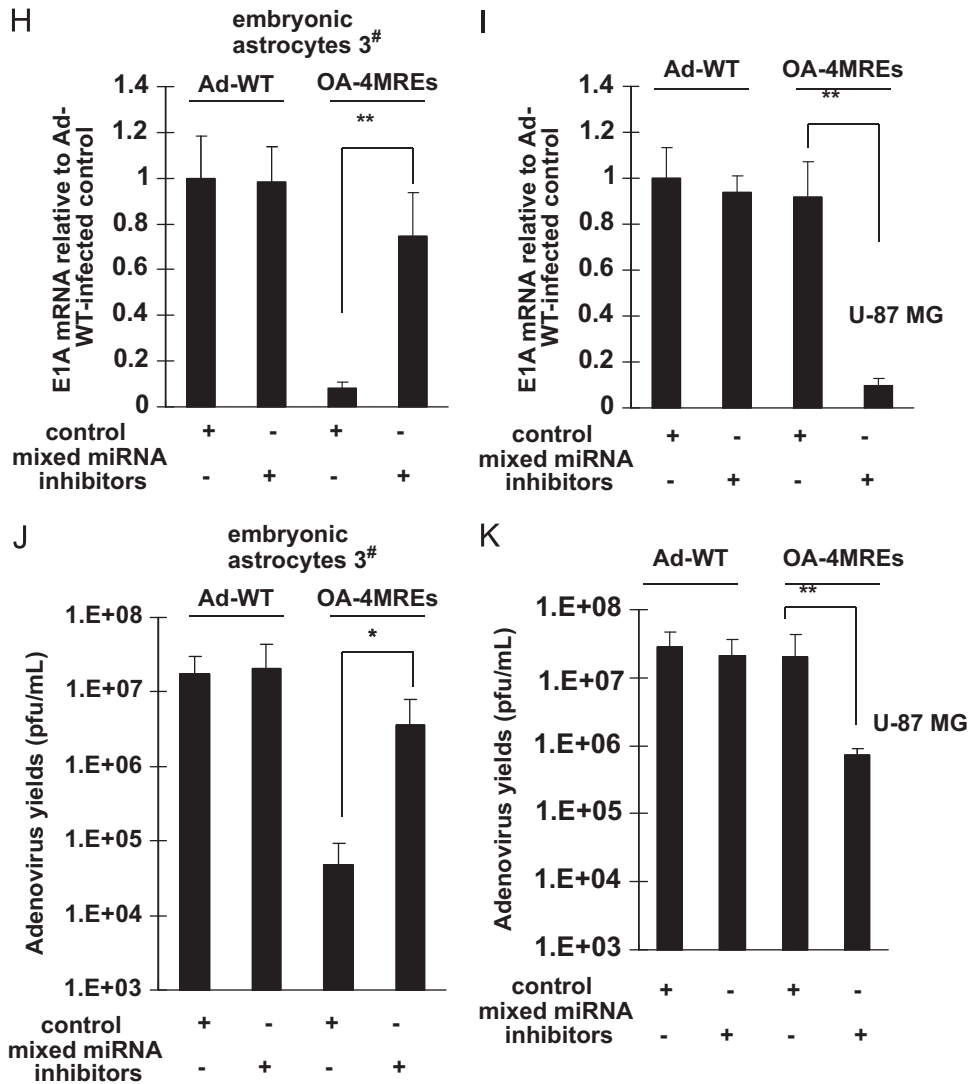 H
embryonic
astrocytes 3#
Ad-WT OA-4MREs
**
E1A mRNA relative to Ad-
WT-infected control
1.4
1.2
1
0.8
0.6
0.4
0.2
0
control + - + -
mixed miRNA
inhibitors - + - +
I
Ad-WT OA-4MREs
**
E1A mRNA relative to Ad-
WT-infected control
1.4
1.2
1
0.8
0.6
0.4
0.2
0
U-87 MG
control + - + -
mixed miRNA
inhibitors - + - +
J
embryonic
astrocytes 3#
Ad-WT OA-4MREs
*
Adenovirus yields (pfu/mL)
1.E+08
1.E+07
1.E+06
1.E+05
1.E+04
1.E+03
control + - + -
mixed miRNA
inhibitors - + - +
K
Ad-WT OA-4MREs
**
Adenovirus yields (pfu/mL)
1.E+08
1.E+07
1.E+06
1.E+05
1.E+04
1.E+03
U-87 MG
control + - + -
mixed miRNA
inhibitors - + - +